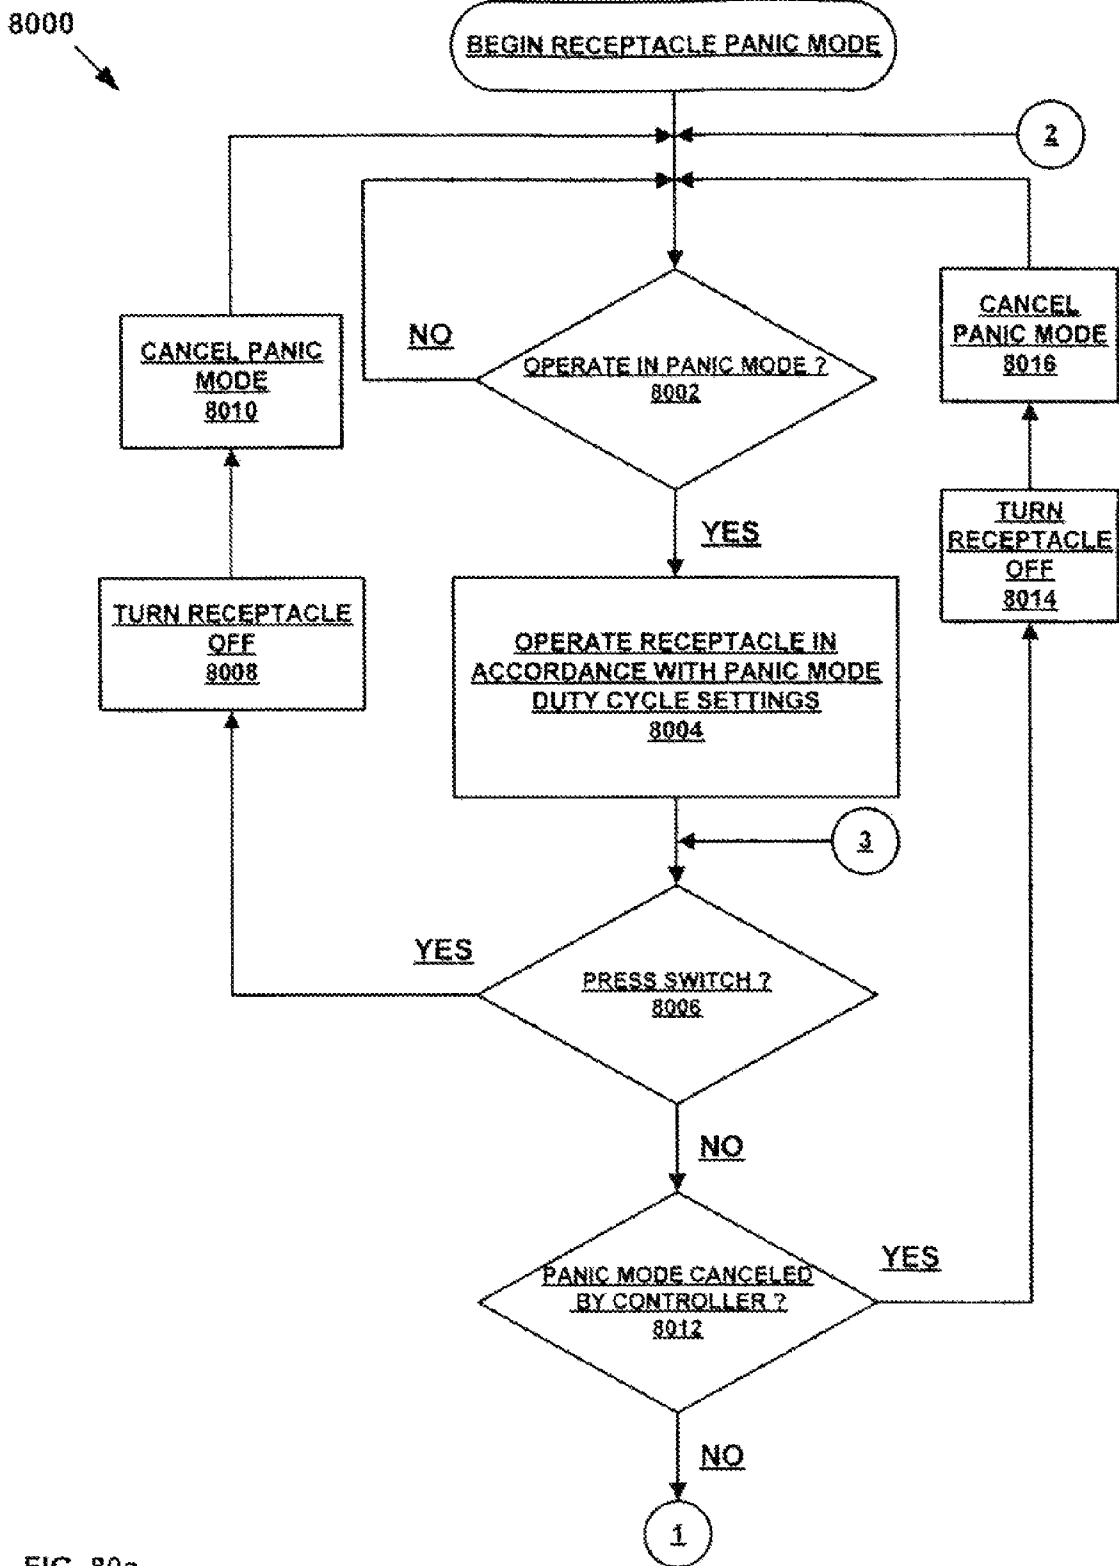 8000
BEGIN RECEPTACLE PANIC MODE
2
CANCEL PANIC
MODE
8010
NO
OPERATE IN PANIC MODE ?
8002
CANCEL
PANIC MODE
8016
YES
TURN
RECEPTACLE
OFF
8014
TURN RECEPTACLE
OFF
8008
OPERATE RECEPTACLE IN
ACCORDANCE WITH PANIC MODE
DUTY CYCLE SETTINGS
8004
3
YES
PRESS SWITCH ?
8006
NO
PANIC MODE CANCELED
BY CONTROLLER ?
8012
YES
NO
1
FIG. 80a